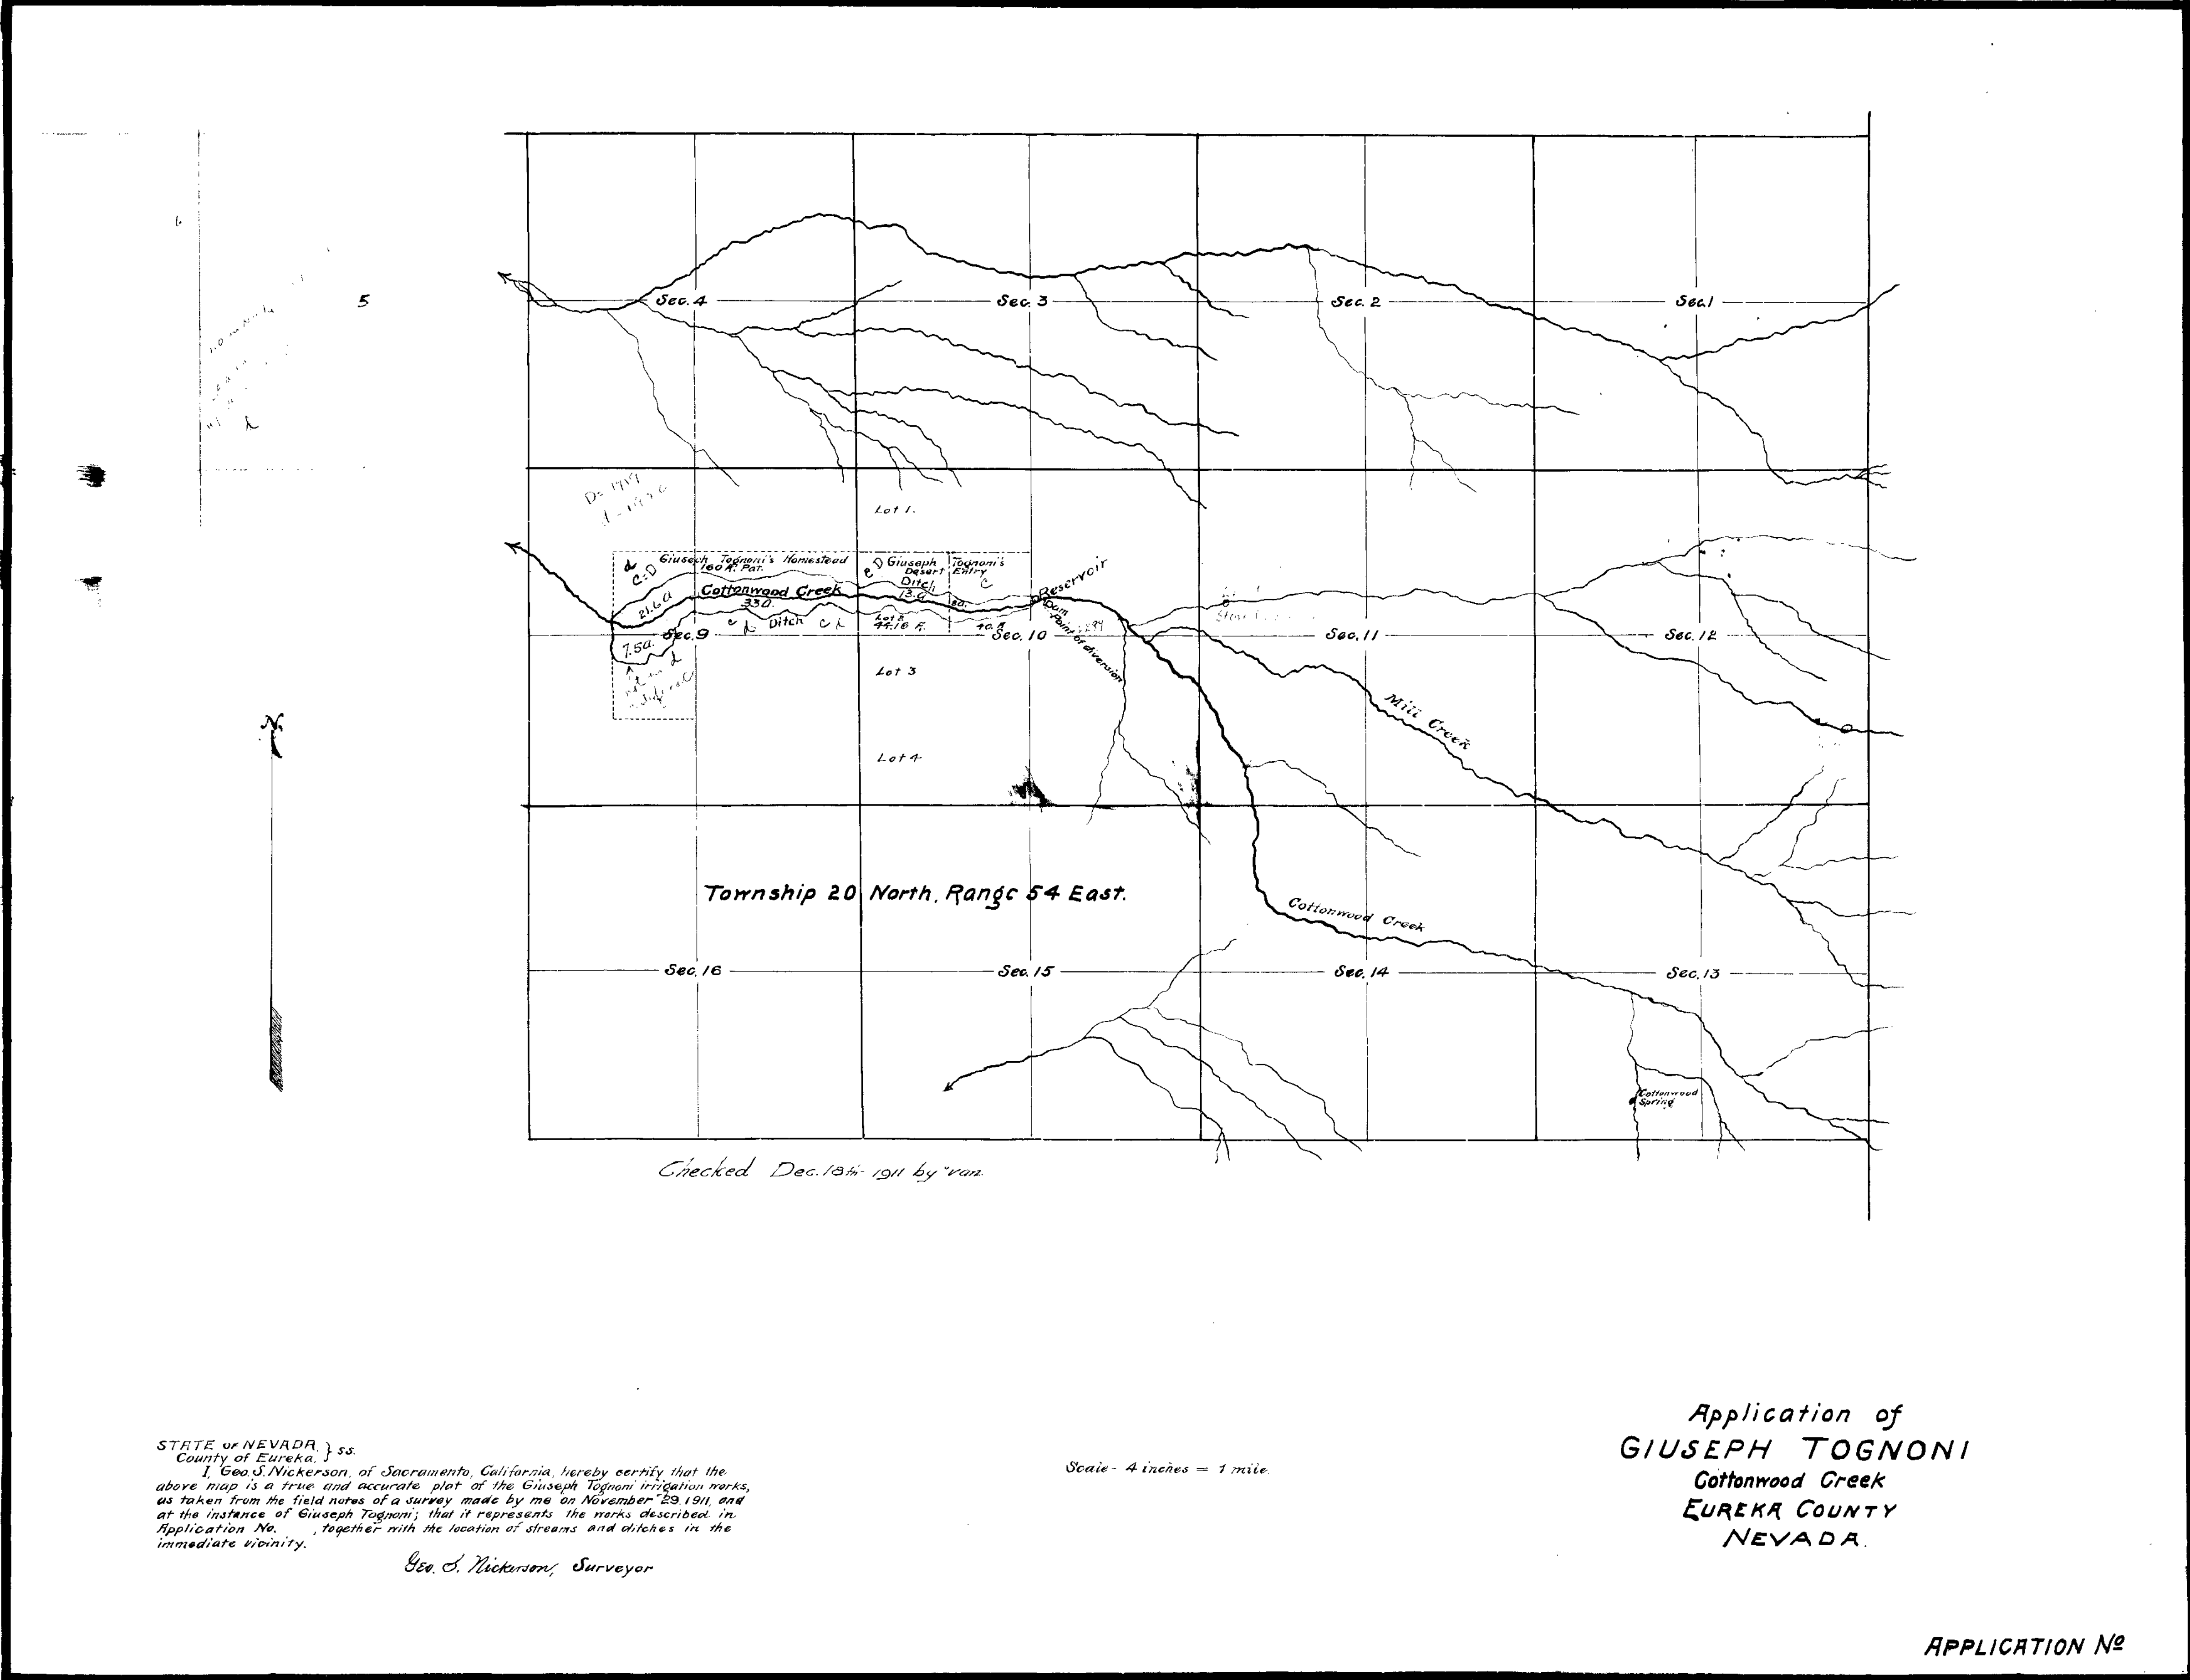 5
Sec. 4
Sec. 3
Sec. 2
Sec. 1
Lot 1.
Giuseph Tognoni's Homestead
160 A. Pat.
C=D
D Giuseph
Desert
Tognoni's
Entry
Ditch
C
Reservoir
Dam
Point of diversion
21.6 a
Cottonwood Creek
33 a.
13. a
8a.
Ditch
Lot 2
44.16 A.
40 A
7.5a.
Sec. 9
Sec. 10
Sec. 11
Sec. 12
Lot 3
Mill Creek
Lot 4
Township 20 North, Range 54 East.
Cottonwood Creek
Sec. 16
Sec. 15
Sec. 14
Sec. 13
Cottonwood
Spring
N.
Checked Dec. 18th 1911 by Van.
STATE OF NEVADA, } ss.
County of Eureka.
I, Geo. S. Nickerson, of Sacramento, California, hereby certify that the
above map is a true and accurate plat of the Giuseph Tognoni irrigation works,
as taken from the field notes of a survey made by me on November 29, 1911, and
at the instance of Giuseph Tognoni; that it represents the works described in
Application No. , together with the location of streams and ditches in the
immediate vicinity.
Geo. S. Nickerson, Surveyor
Scale - 4 inches = 1 mile.
Application of
GIUSEPH TOGNONI
Cottonwood Creek
EUREKA COUNTY
NEVADA.
APPLICATION No